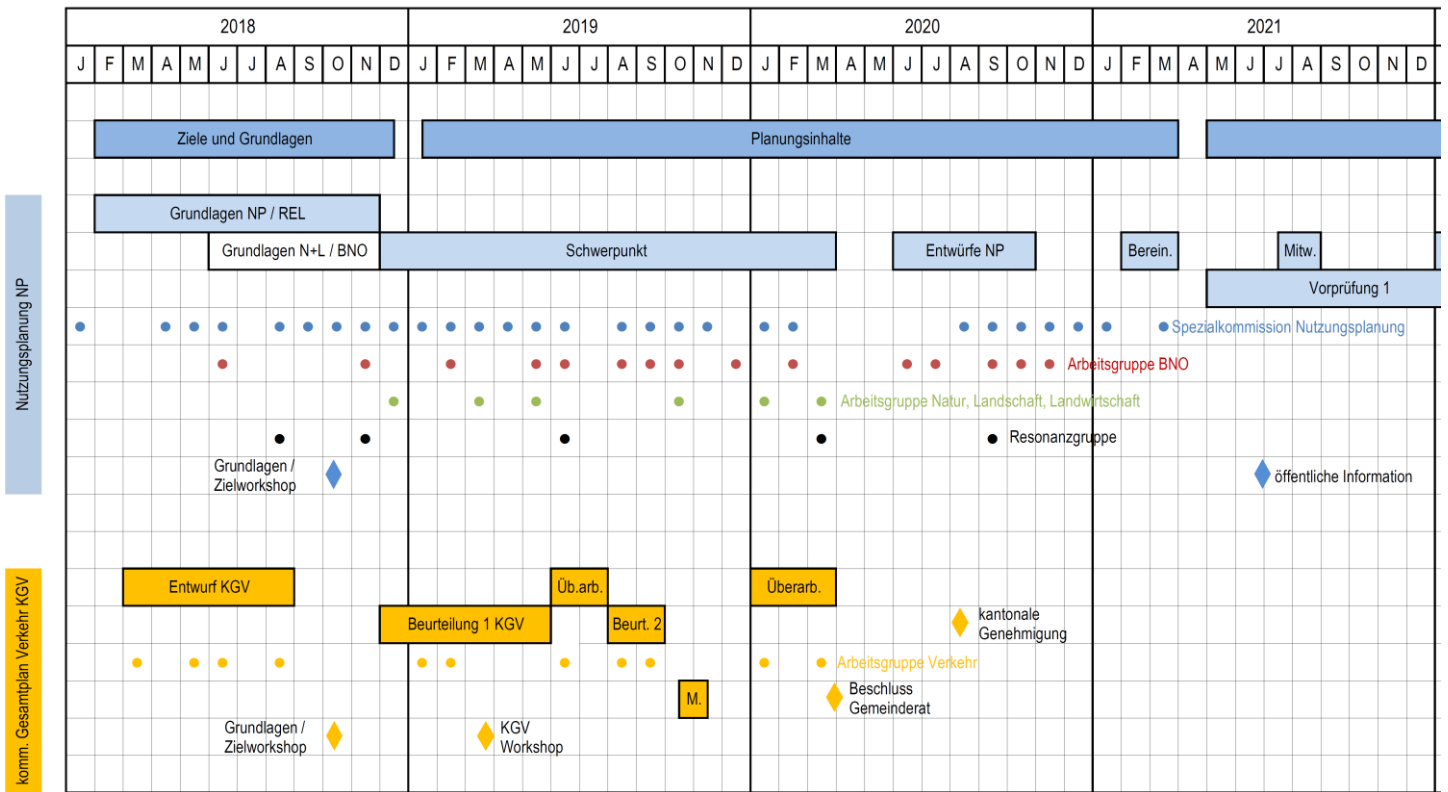 2018 2019 2020 2021
J F M A M J J A S O N D J F M A M J J A S O N D J F M A M J J A S O N D J F M A M J J A S O N D
Ziele und Grundlagen Planungsinhalte
Nutzungsplanung NP
Grundlagen NP / REL
Grundlagen N+L / BNO Schwerpunkt Entwürfe NP Berein. Mitw.
Vorprüfung 1
Spezialkommission Nutzungsplanung
Arbeitsgruppe BNO
Arbeitsgruppe Natur, Landschaft, Landwirtschaft
Resonanzgruppe
Grundlagen /
Zielworkshop
öffentliche Information
komm. Gesamtplan Verkehr KGV
Entwurf KGV Üb.arb. Überarb.
Beurteilung 1 KGV Beurt. 2
kantonale
Genehmigung
Arbeitsgruppe Verkehr
M.
Beschluss
Gemeinderat
Grundlagen /
Zielworkshop
KGV
Workshop